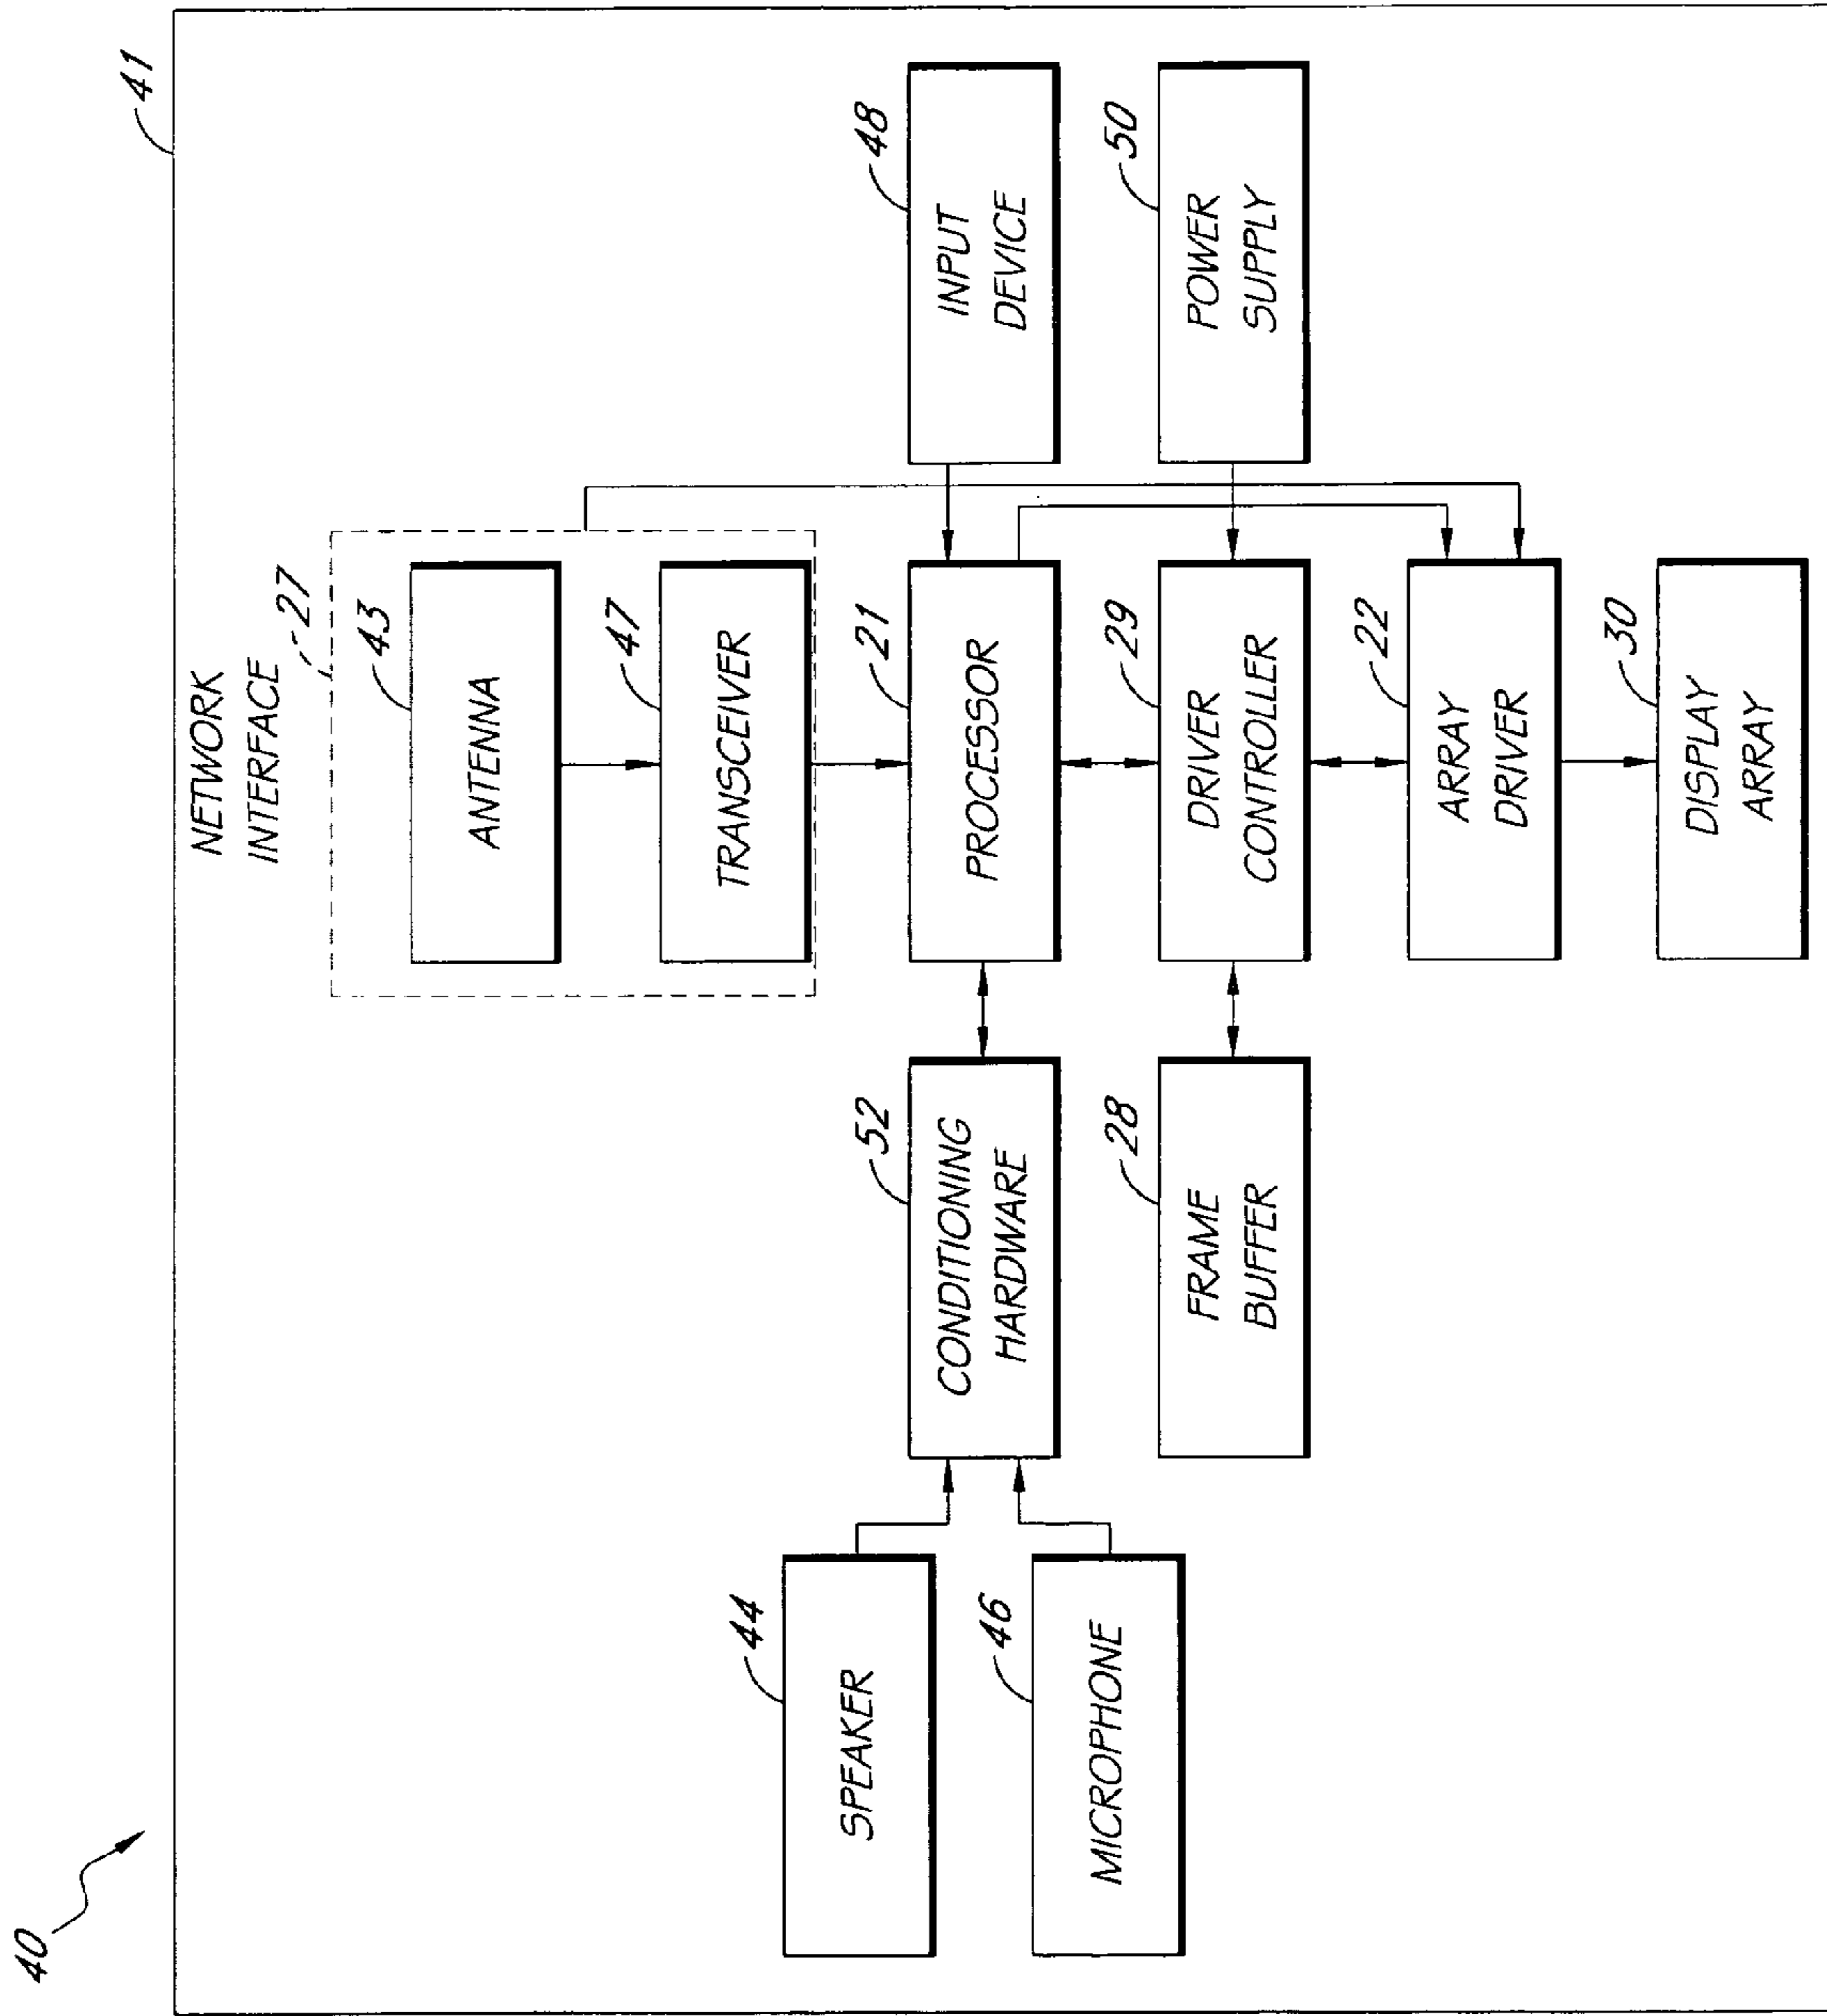 40
41
NETWORK
INTERFACE
27
43
ANTENNA
47
TRANSCEIVER
44
SPEAKER
46
MICROPHONE
52
CONDITIONING
HARDWARE
21
PROCESSOR
48
INPUT
DEVICE
28
FRAME
BUFFER
29
DRIVER
CONTROLLER
50
POWER
SUPPLY
22
ARRAY
DRIVER
30
DISPLAY
ARRAY